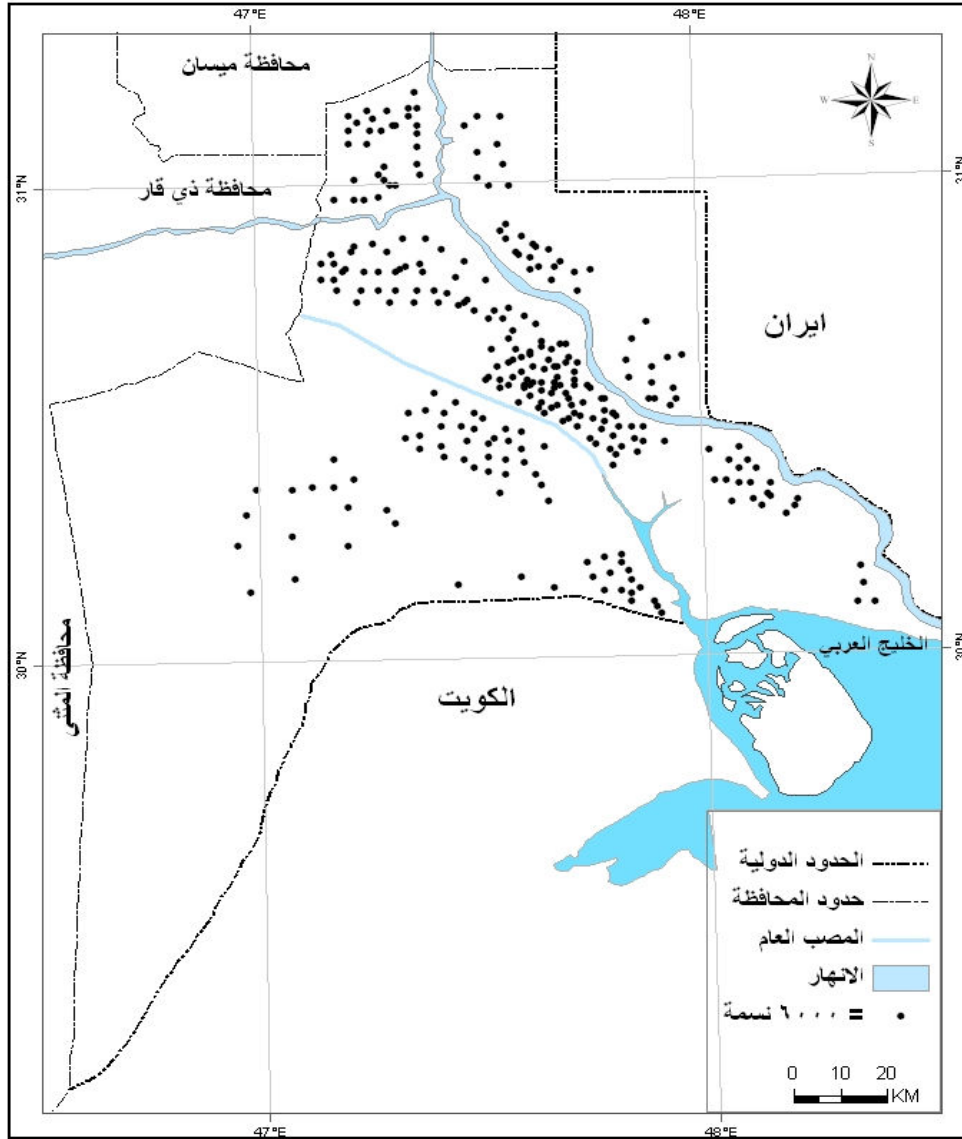 47°E
48°E
محافظة ميسان
N
W
E
S
31°N
31°N
محافظة ذي قار
ايران
محافظة المثنى
الخليج العربي
30°N
30°N
الكويت
الحدود الدولية
حدود المحافظة
المصب العام
الانهار
= ٦٠٠٠ نسمة
0 10 20
KM
47°E
48°E